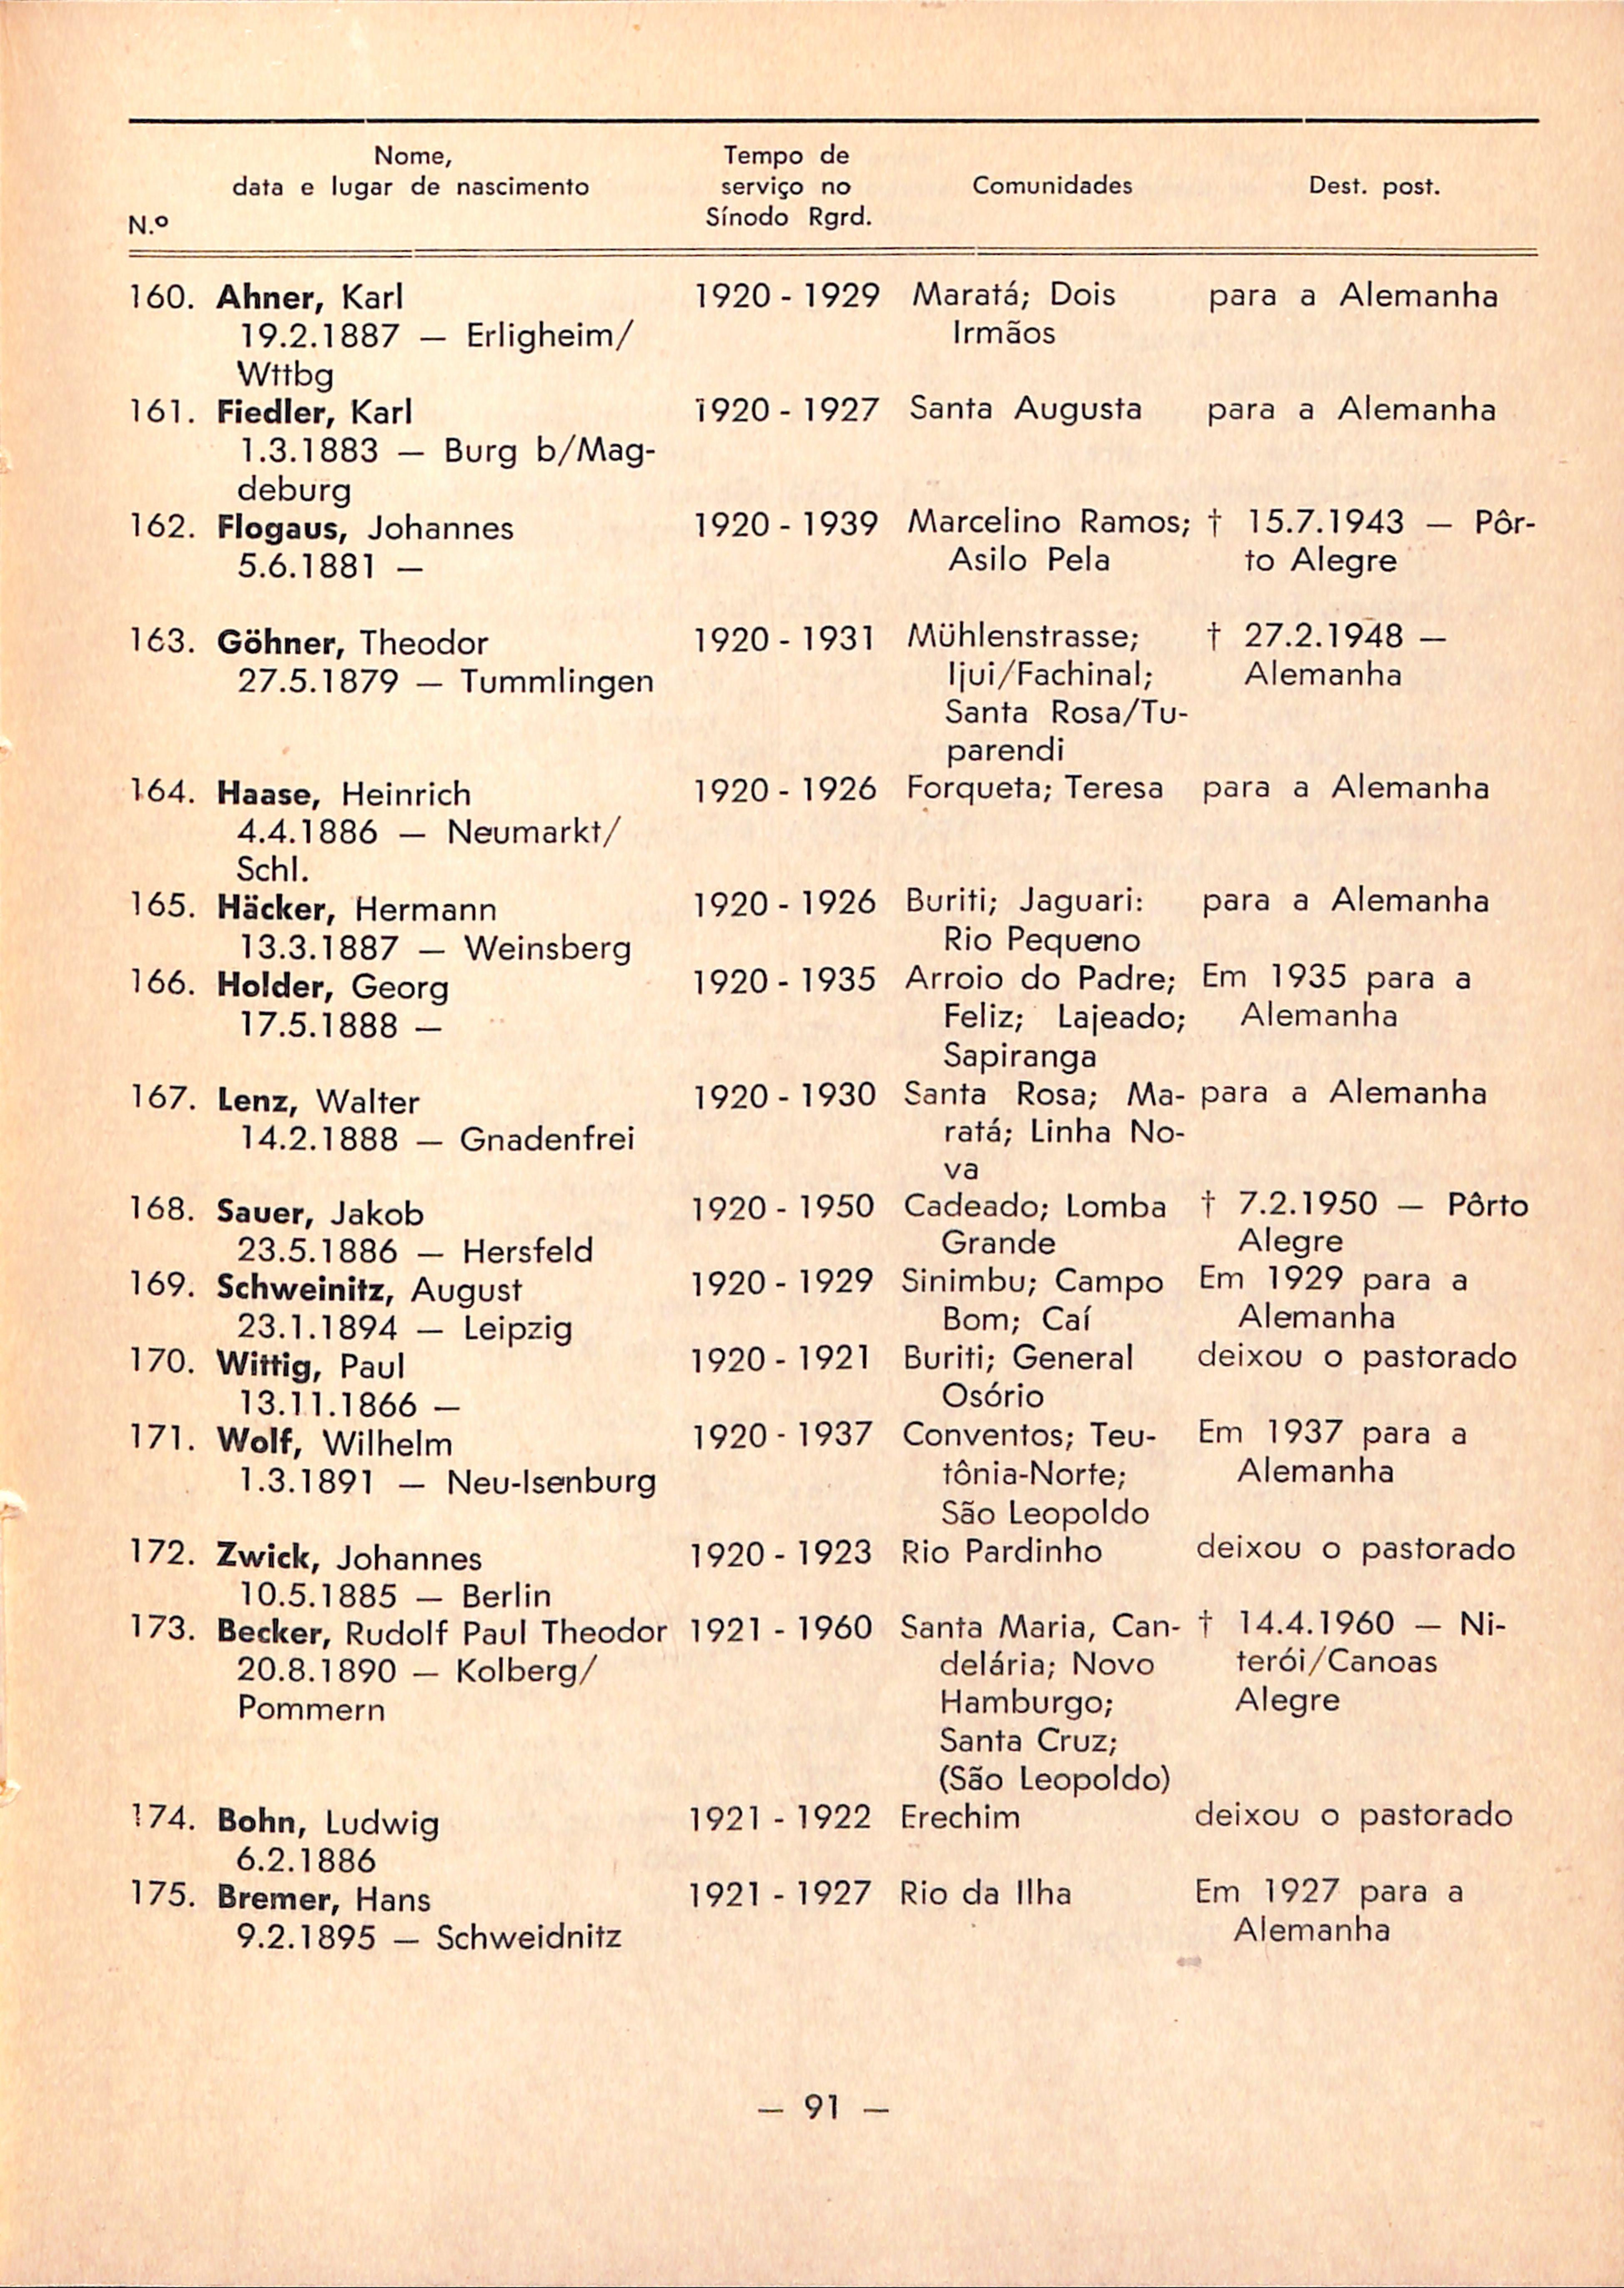 Nome,
data e lugar de nascimento
N.º
Tempo de
serviço no
Sínodo Rgrd.
Comunidades
Dest. post.
160. Ahner, Karl 1920 - 1929 Maratá; Dois para a Alemanha
19.2.1887 — Erligheim/ Irmãos
Wttbg
161. Fiedler, Karl 1920 - 1927 Santa Augusta para a Alemanha
1.3.1883 — Burg b/Mag-
deburg
162. Flogaus, Johannes 1920 - 1939 Marcelino Ramos; † 15.7.1943 — Pôr-
5.6.1881 — Asilo Pela to Alegre
163. Göhner, Theodor 1920 - 1931 Mühlenstrasse; † 27.2.1948 —
27.5.1879 — Tummlingen Ijui/Fachinal; Alemanha
Santa Rosa/Tu-
parendi
164. Haase, Heinrich 1920 - 1926 Forqueta; Teresa para a Alemanha
4.4.1886 — Neumarkt/
Schl.
165. Häcker, Hermann 1920 - 1926 Buriti; Jaguari: para a Alemanha
13.3.1887 — Weinsberg Rio Pequeno
166. Holder, Georg 1920 - 1935 Arroio do Padre; Em 1935 para a
17.5.1888 — Feliz; Lajeado; Alemanha
Sapiranga
167. Lenz, Walter 1920 - 1930 Santa Rosa; Ma- para a Alemanha
14.2.1888 — Gnadenfrei ratá; Linha No-
va
168. Sauer, Jakob 1920 - 1950 Cadeado; Lomba † 7.2.1950 — Pôrto
23.5.1886 — Hersfeld Grande Alegre
169. Schweinitz, August 1920 - 1929 Sinimbu; Campo Em 1929 para a
23.1.1894 — Leipzig Bom; Caí Alemanha
170. Wittig, Paul 1920 - 1921 Buriti; General deixou o pastorado
13.11.1866 — Osório
171. Wolf, Wilhelm 1920 - 1937 Conventos; Teu- Em 1937 para a
1.3.1891 — Neu-Isenburg tônia-Norte; Alemanha
São Leopoldo
172. Zwick, Johannes 1920 - 1923 Rio Pardinho deixou o pastorado
10.5.1885 — Berlin
173. Becker, Rudolf Paul Theodor 1921 - 1960 Santa Maria, Can- † 14.4.1960 — Ni-
20.8.1890 — Kolberg/ delária; Novo terói/Canoas
Pommern Hamburgo; Alegre
Santa Cruz;
(São Leopoldo)
174. Bohn, Ludwig 1921 - 1922 Erechim deixou o pastorado
6.2.1886
175. Bremer, Hans 1921 - 1927 Rio da Ilha Em 1927 para a
9.2.1895 — Schweidnitz Alemanha
— 91 —